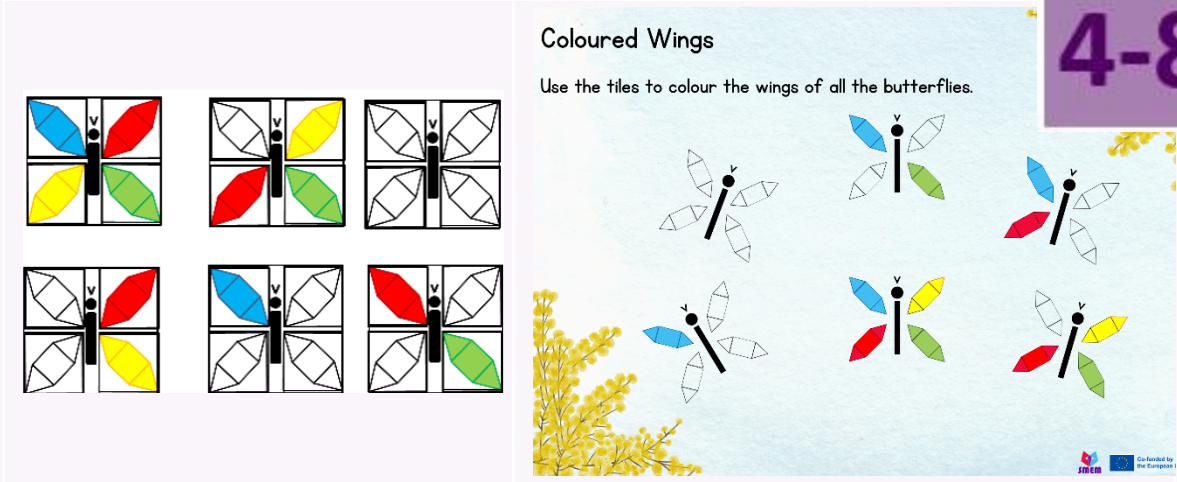 Coloured Wings
4-8
Use the tiles to colour the wings of all the butterflies.
SMEM
Co-funded by
the European